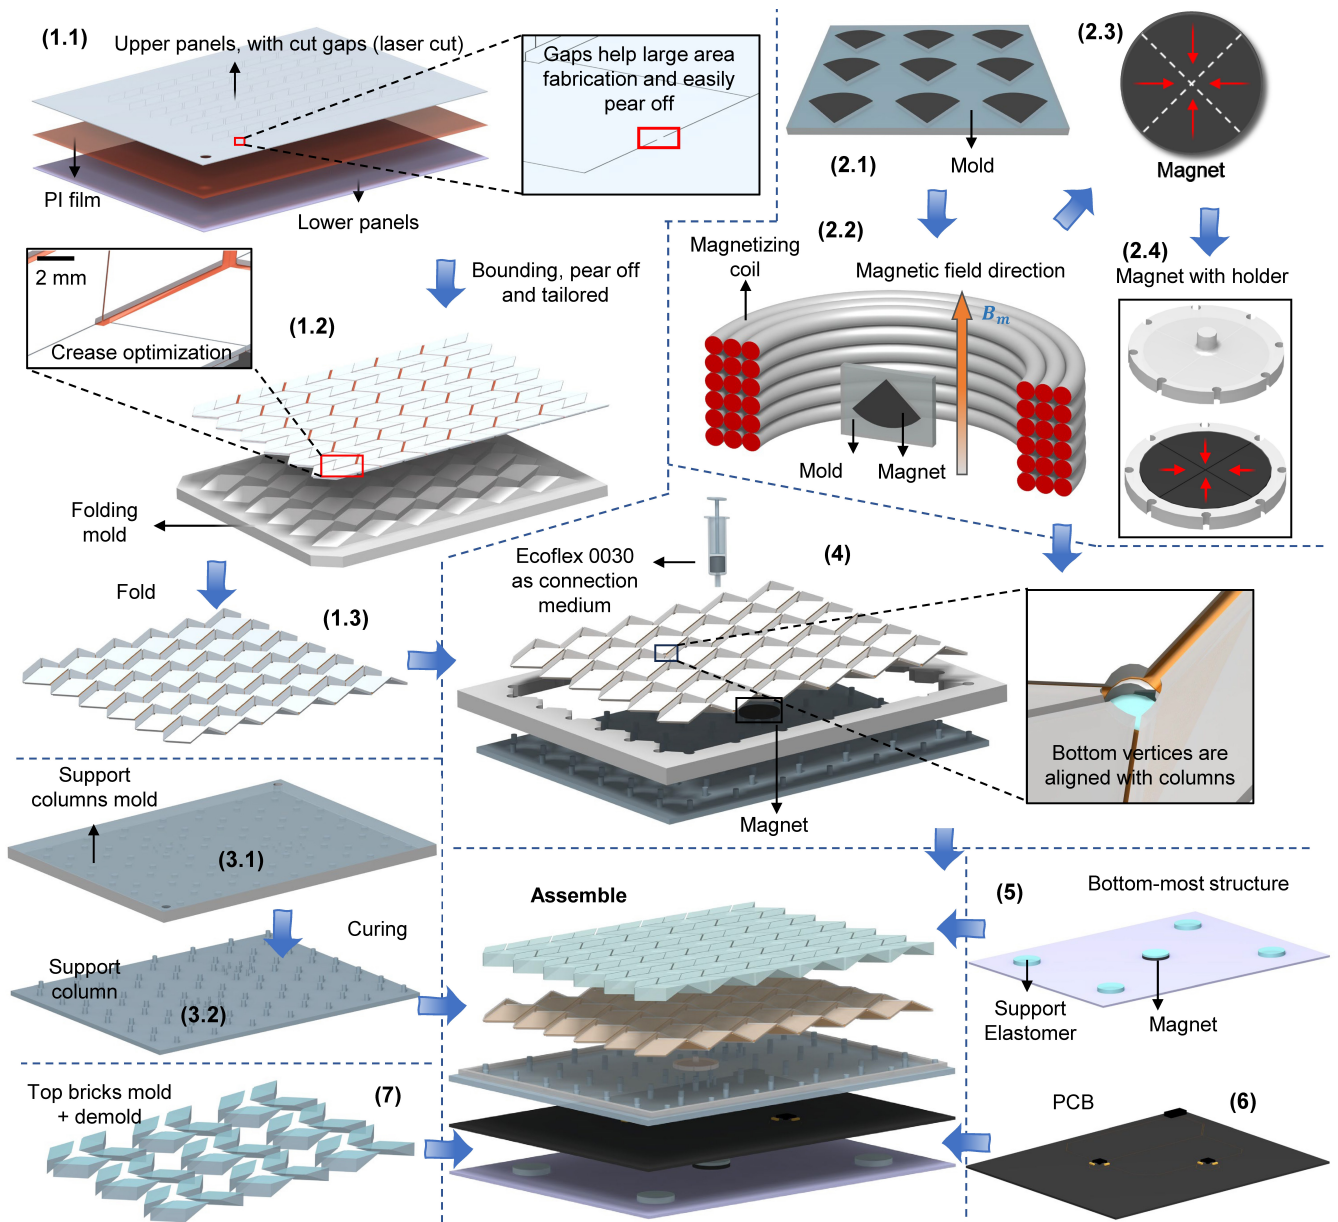 (1.1)
Upper panels, with cut gaps (laser cut)
Gaps help large area
fabrication and easily
pear off
PI film
Lower panels
2 mm
Crease optimization
Bounding, pear off
and tailored
(1.2)
Folding
mold
Fold
(1.3)
(2.1)
Mold
(2.3)
Magnet
(2.2)
Magnetizing
coil
Magnetic field direction
Bm
Mold
Magnet
(2.4)
Magnet with holder
Ecoflex 0030
as connection
medium
(4)
Bottom vertices are
aligned with columns
Magnet
Support
columns mold
(3.1)
Curing
Support
column
(3.2)
Top bricks mold
+ demold
(7)
Assemble
(5)
Bottom-most structure
Support
Elastomer
Magnet
PCB
(6)